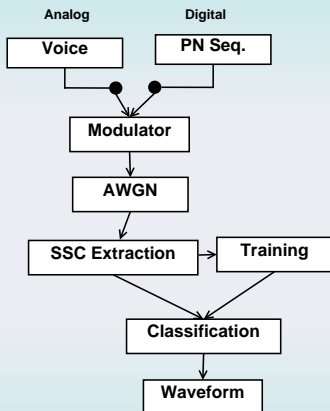 Analog
Digital
Voice
PN Seq.
Modulator
AWGN
SSC Extraction
Training
Classification
Waveform